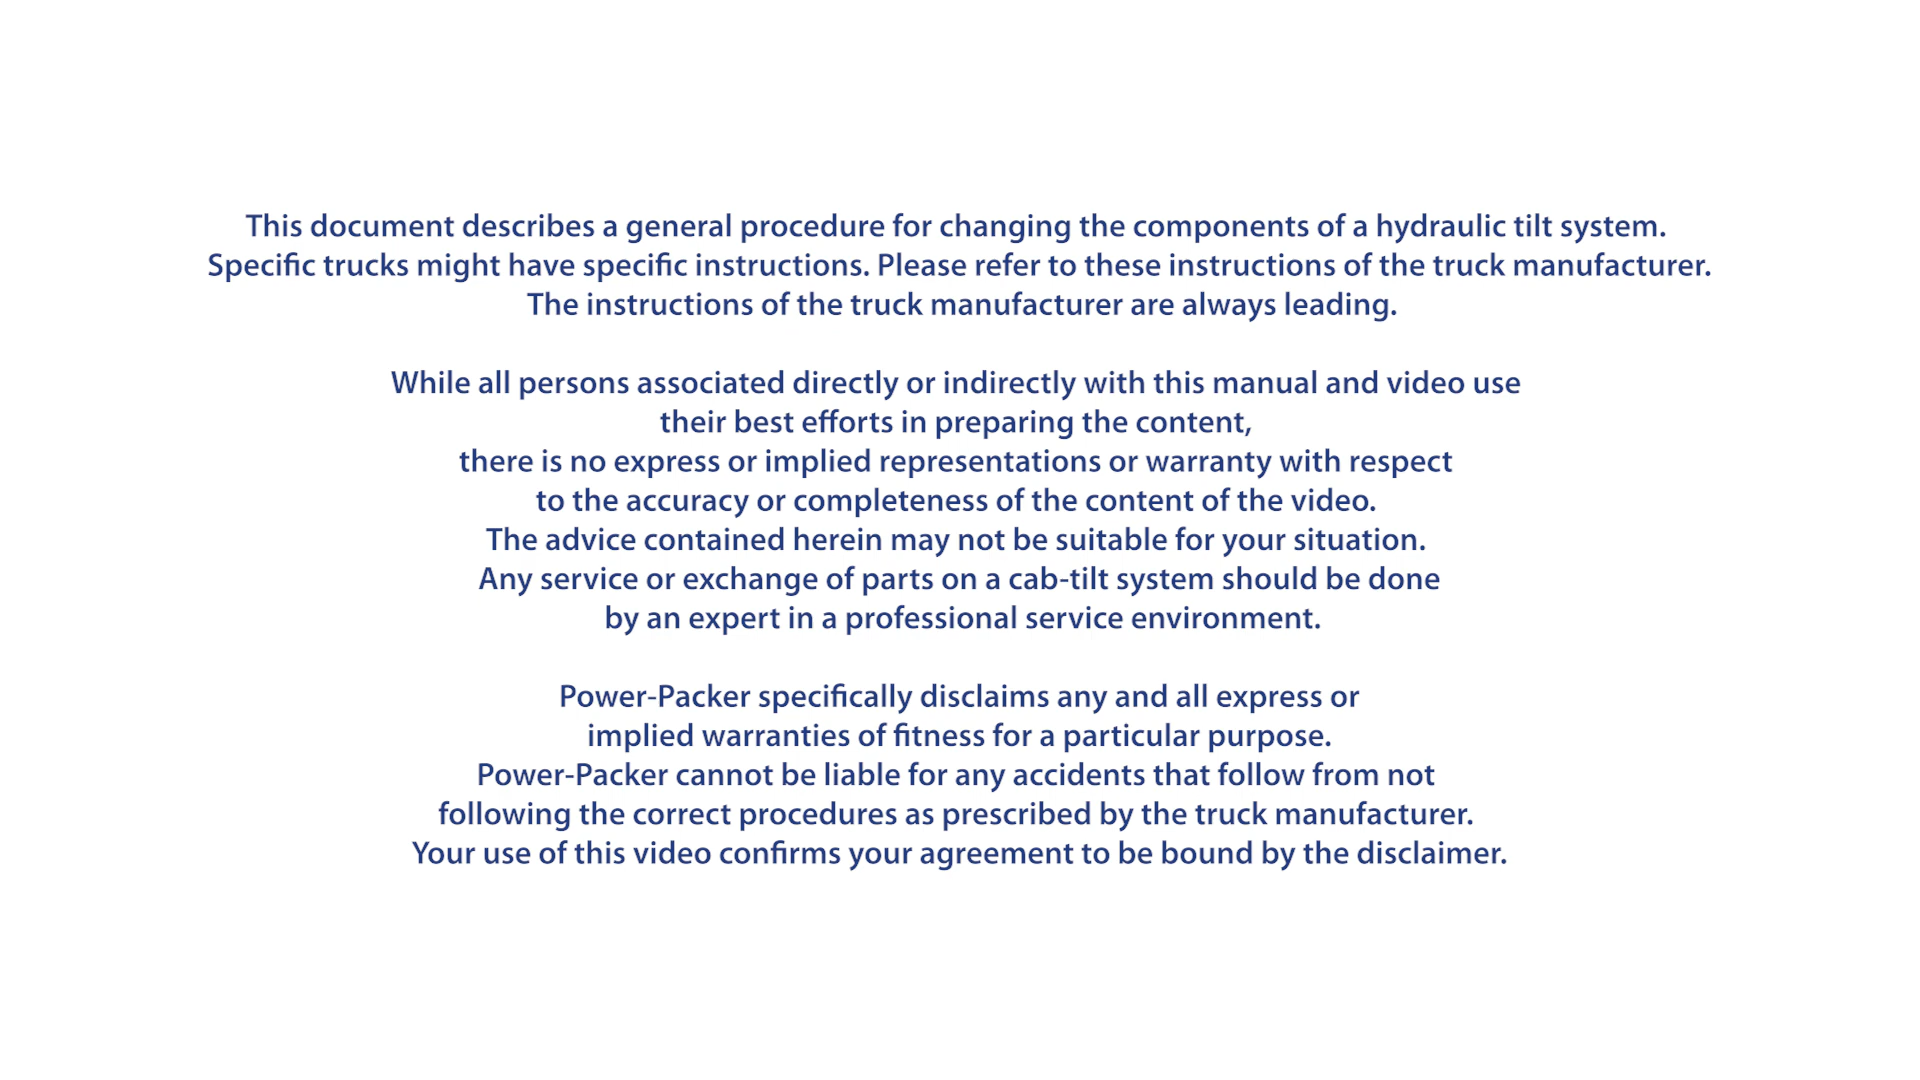 This document describes a general procedure for changing the components of a hydraulic tilt system.
Specific trucks might have specific instructions. Please refer to these instructions of the truck manufacturer.
The instructions of the truck manufacturer are always leading.
While all persons associated directly or indirectly with this manual and video use
their best efforts in preparing the content,
there is no express or implied representations or warranty with respect
to the accuracy or completeness of the content of the video.
The advice contained herein may not be suitable for your situation.
Any service or exchange of parts on a cab-tilt system should be done
by an expert in a professional service environment.
Power-Packer specifically disclaims any and all express or
implied warranties of fitness for a particular purpose.
Power-Packer cannot be liable for any accidents that follow from not
following the correct procedures as prescribed by the truck manufacturer.
Your use of this video confirms your agreement to be bound by the disclaimer.